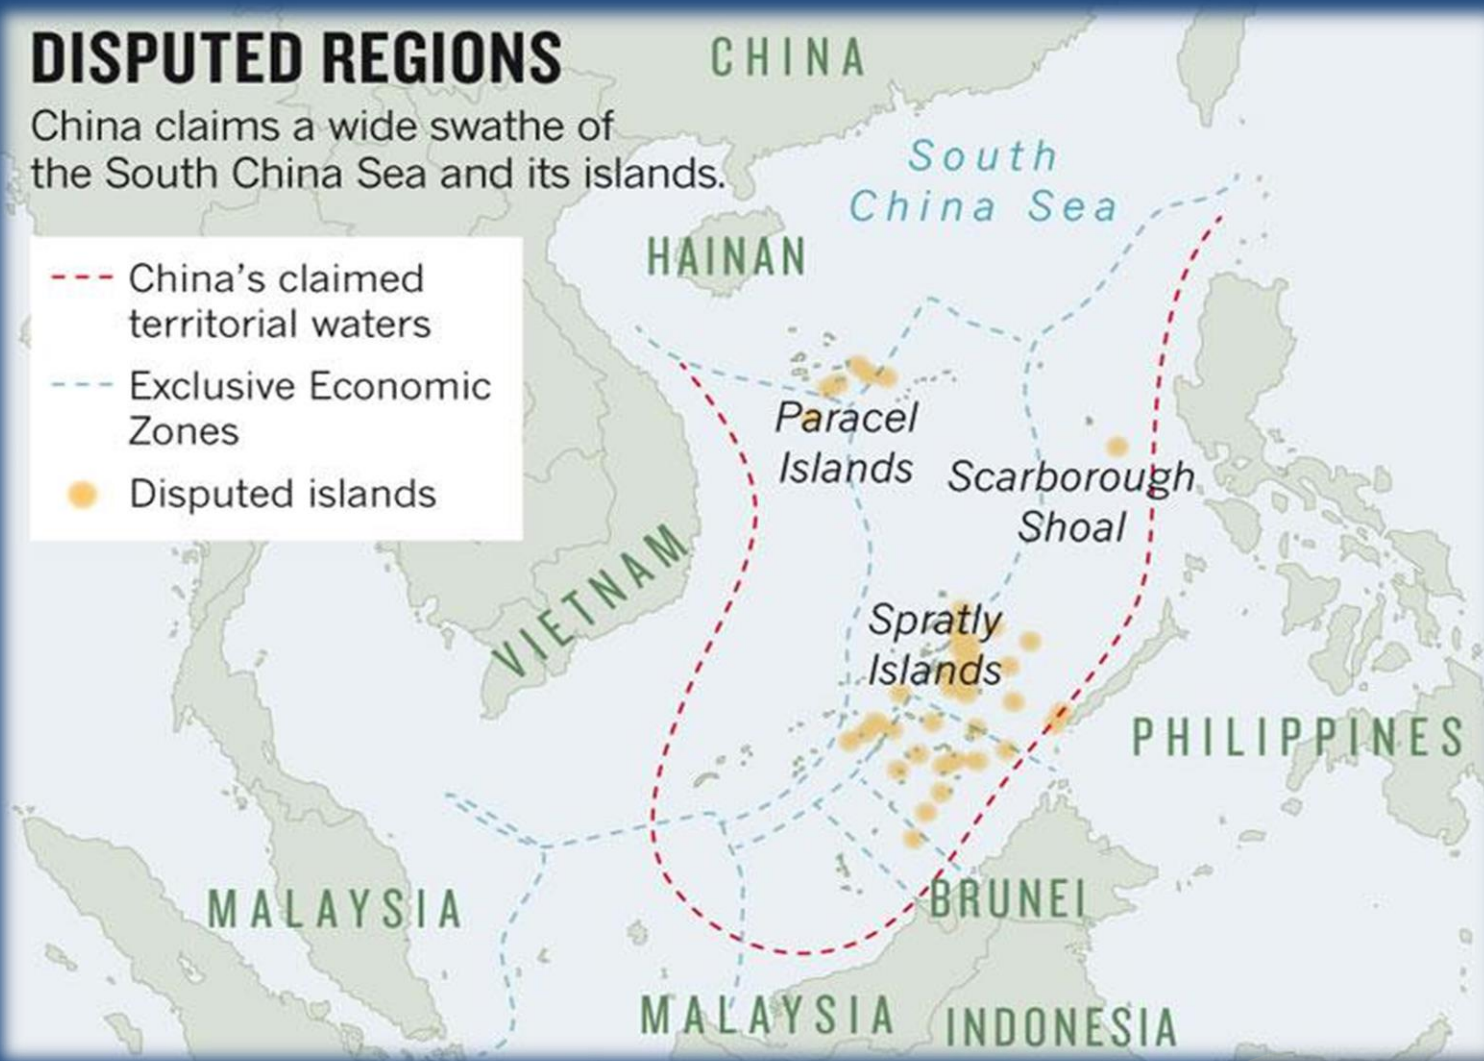 DISPUTED REGIONS
China claims a wide swathe of
the South China Sea and its islands.
China's claimed
territorial waters
Exclusive Economic
Zones
Disputed islands
CHINA
South
China Sea
HAINAN
Paracel
Islands
Scarborough
Shoal
VIETNAM
Spratly
Islands
PHILIPPINES
MALAYSIA
BRUNEI
MALAYSIA
INDONESIA